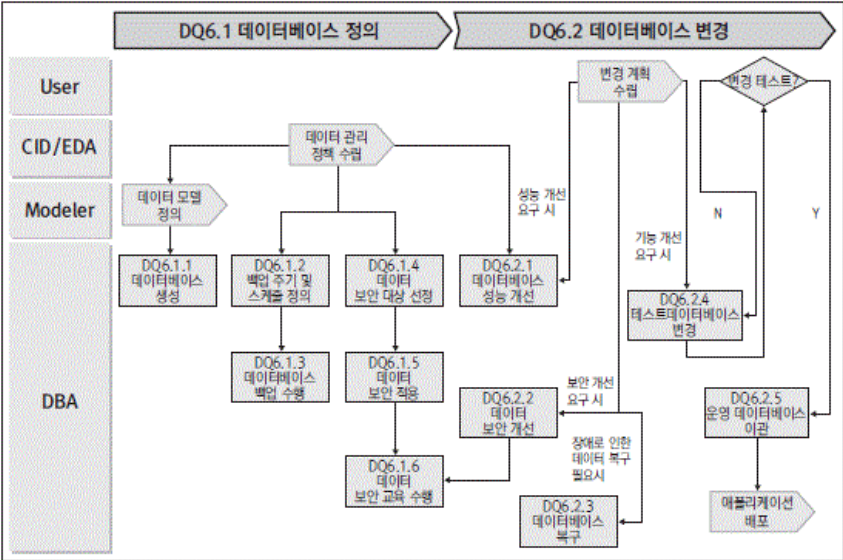 DQ6.1 데이터베이스 정의
DQ6.2 데이터베이스 변경
User
변경 계획
수립
변경 테스트?
CID/EDA
데이터 관리
정책 수립
Modeler
데이터 모델
정의
성능 개선
요구 시
N
Y
기능 개선
요구 시
DBA
DQ6.1.1
데이터베이스
생성
DQ6.1.2
백업 주기 및
스케줄 정의
DQ6.1.4
데이터
보안 대상 선정
DQ6.2.1
데이터베이스
성능 개선
DQ6.2.4
테스트데이터베이스
변경
DQ6.1.3
데이터베이스
백업 수행
DQ6.1.5
데이터
보안 적용
보안 개선
요구 시
DQ6.2.2
데이터
보안 개선
DQ6.2.5
운영 데이터베이스
이관
장애로 인한
데이터 복구
필요시
DQ6.1.6
데이터
보안 교육 수행
DQ6.2.3
데이터베이스
복구
애플리케이션
배포